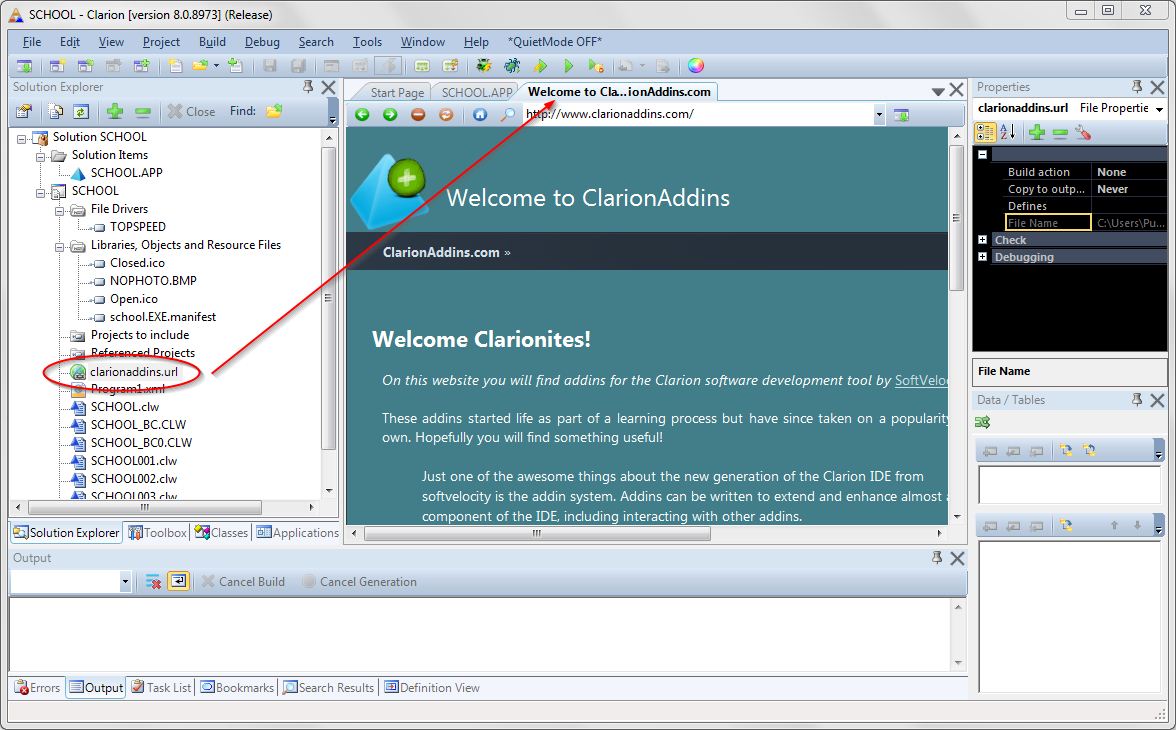 SCHOOL - Clarion [version 8.0.8973] (Release)
File Edit View Project Build Debug Search Tools Window Help *QuietMode OFF*
Solution Explorer
Close Find:
Solution SCHOOL
Solution Items
SCHOOL.APP
SCHOOL
File Drivers
TOPSPEED
Libraries, Objects and Resource Files
Closed.ico
NOPHOTO.BMP
Open.ico
school.EXE.manifest
Projects to include
Referenced Projects
clarionaddins.url
Program1.xml
SCHOOL.clw
SCHOOL_BC.CLW
SCHOOL_BC0.CLW
SCHOOL001.clw
SCHOOL002.clw
SCHOOL003.clw
Solution Explorer Toolbox Classes Applications
Start Page SCHOOL.APP Welcome to Cla...ionAddins.com
http://www.clarionaddins.com/
Welcome to ClarionAddins
ClarionAddins.com »
Welcome Clarionites!
On this website you will find addins for the Clarion software development tool by SoftVeloc
These addins started life as part of a learning process but have since taken on a popularity
own. Hopefully you will find something useful!
Just one of the awesome things about the new generation of the Clarion IDE from
softvelocity is the addin system. Addins can be written to extend and enhance almost a
component of the IDE, including interacting with other addins.
Properties
clarionaddins.url File Propertie
Build action None
Copy to outp... Never
Defines
File Name C:\Users\Pu...
Check
Debugging
File Name
Data / Tables
Output
Cancel Build Cancel Generation
Errors Output Task List Bookmarks Search Results Definition View